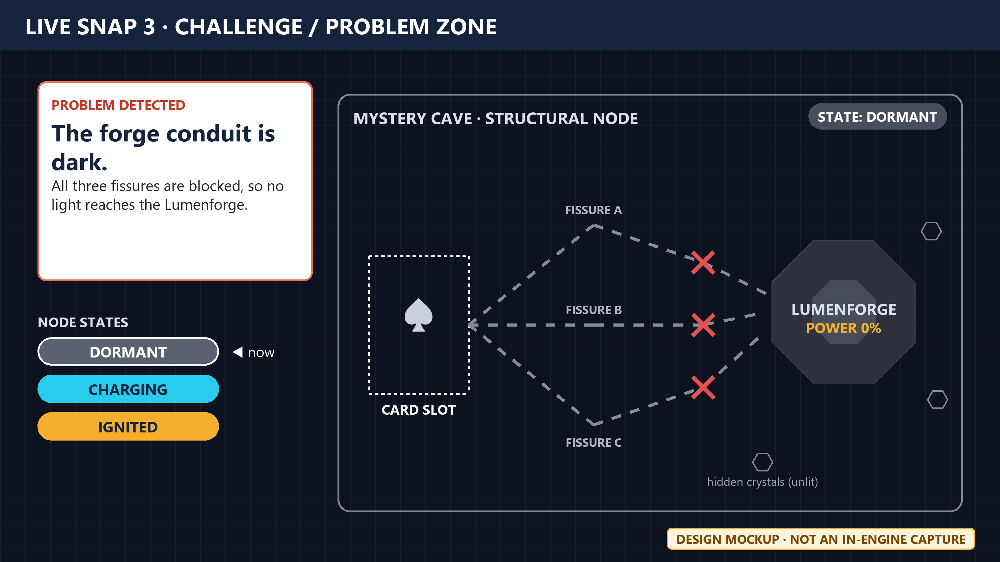 LIVE SNAP 3 · CHALLENGE / PROBLEM ZONE
PROBLEM DETECTED
The forge conduit is
dark.
All three fissures are blocked, so no
light reaches the Lumenforge.
NODE STATES
DORMANT
now
CHARGING
IGNITED
MYSTERY CAVE · STRUCTURAL NODE
STATE: DORMANT
FISSURE A
FISSURE B
FISSURE C
CARD SLOT
LUMENFORGE
POWER 0%
hidden crystals (unlit)
DESIGN MOCKUP · NOT AN IN-ENGINE CAPTURE